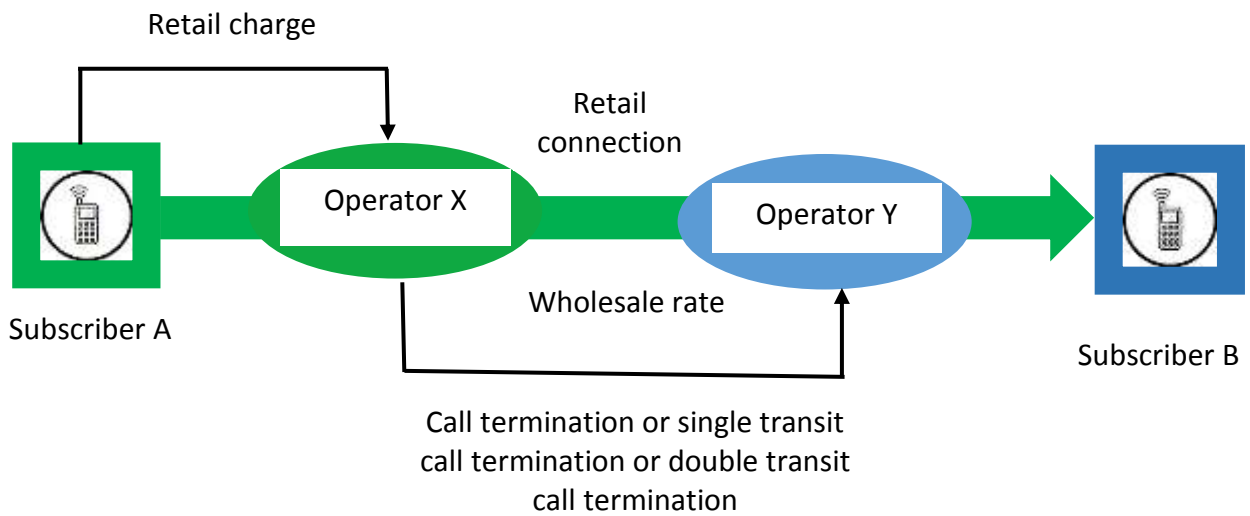 Retail charge
Retail
connection
Operator X
Operator Y
Wholesale rate
Subscriber A
Subscriber B
Call termination or single transit
call termination or double transit
call termination